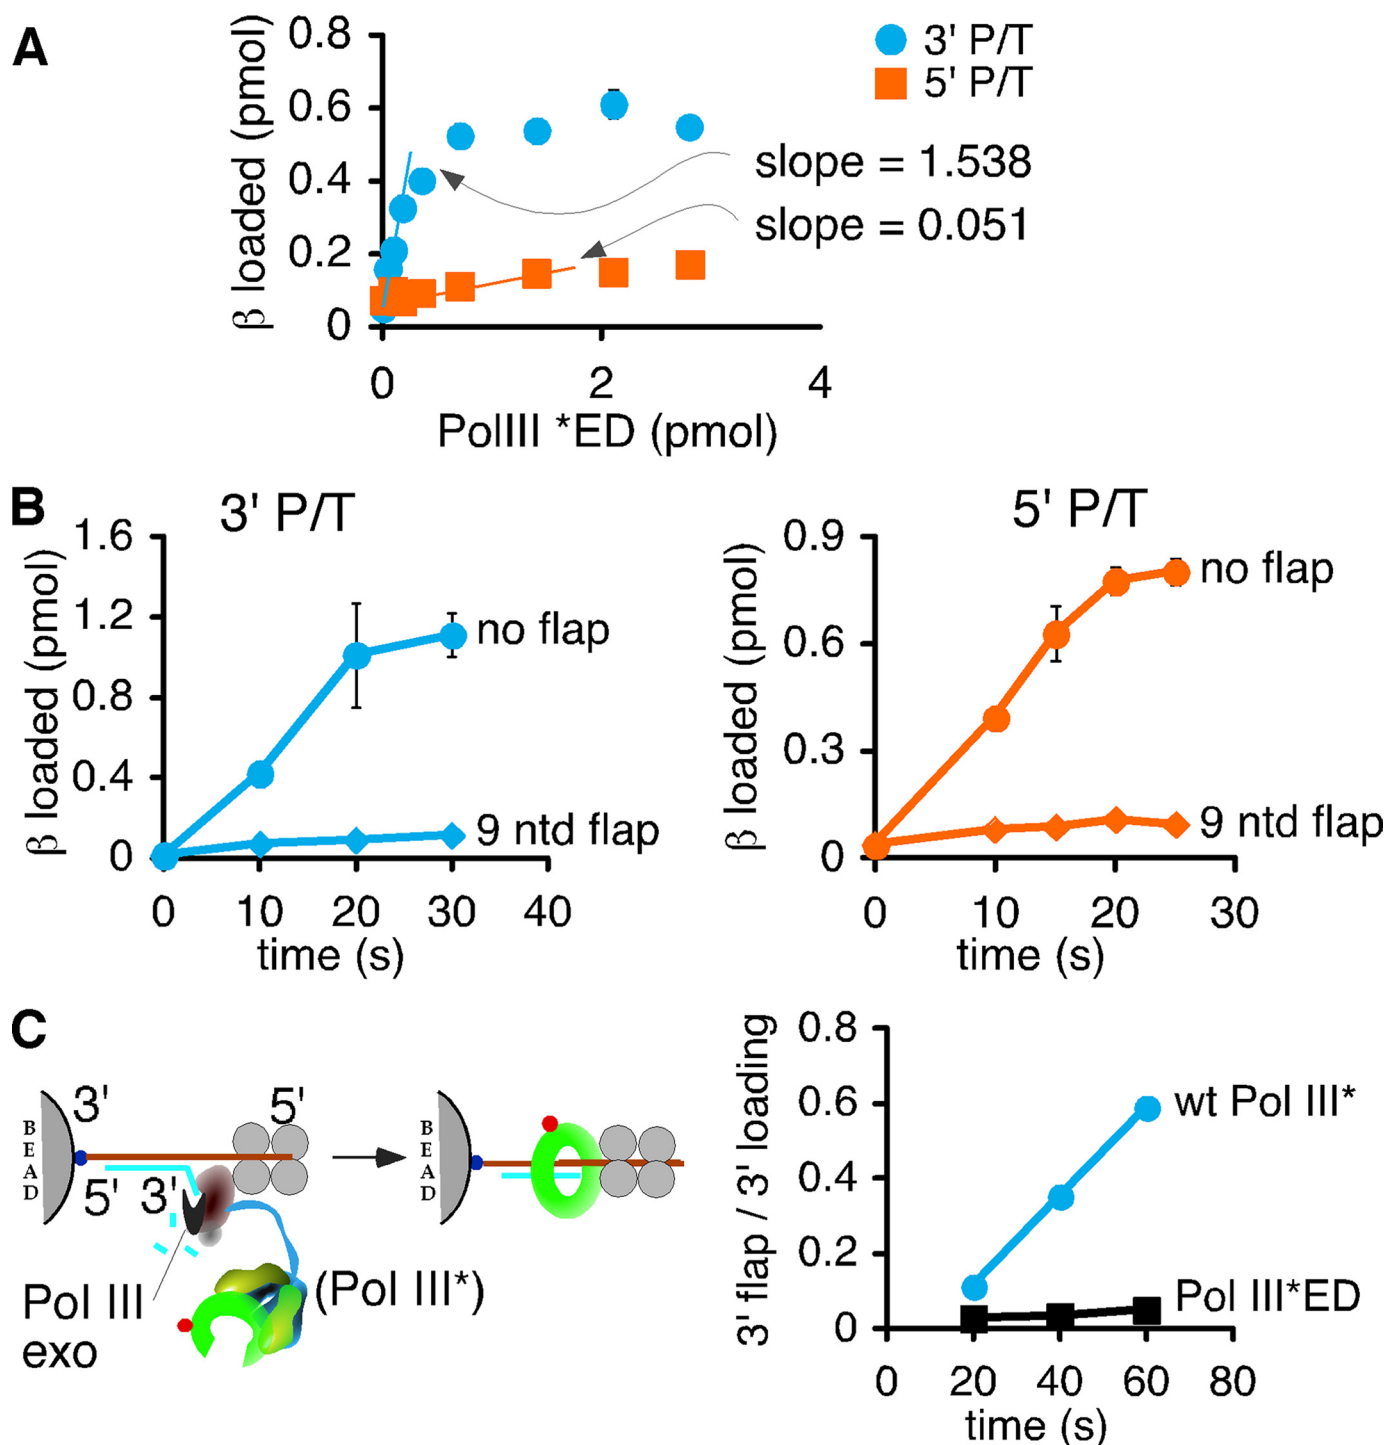 A
0.8
0.6
0.4
0.2
0
β loaded (pmol)
0 2 4
PolIII *ED (pmol)
3' P/T
5' P/T
slope = 1.538
slope = 0.051
B
3' P/T
1.6
1.2
0.8
0.4
0
β loaded (pmol)
no flap
9 ntd flap
0 10 20 30 40
time (s)
5' P/T
0.9
0.6
0.3
0
β loaded (pmol)
no flap
9 ntd flap
0 10 20 30
time (s)
C
BEAD
3'
5'
5'
3'
Pol III
exo
(Pol III*)
BEAD
0.8
0.6
0.4
0.2
0
3' flap / 3' loading
wt Pol III*
Pol III*ED
0 20 40 60 80
time (s)